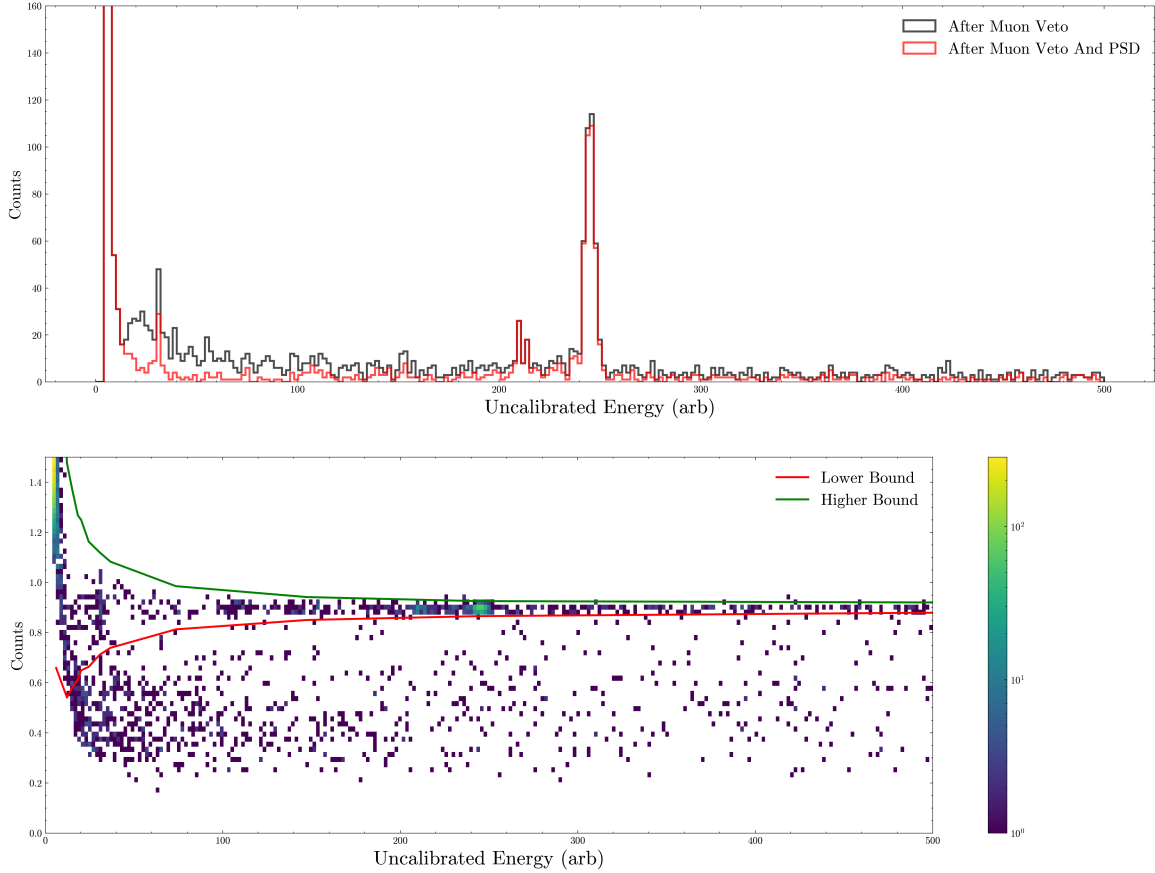 160
140
120
100
80
60
40
20
0
Counts
After Muon Veto
After Muon Veto And PSD
0 100 200 300 400 500
Uncalibrated Energy (arb)
1.4
1.2
1.0
0.8
0.6
0.4
0.2
0.0
Counts
Lower Bound
Higher Bound
0 100 200 300 400 500
Uncalibrated Energy (arb)
10²
10¹
10⁰